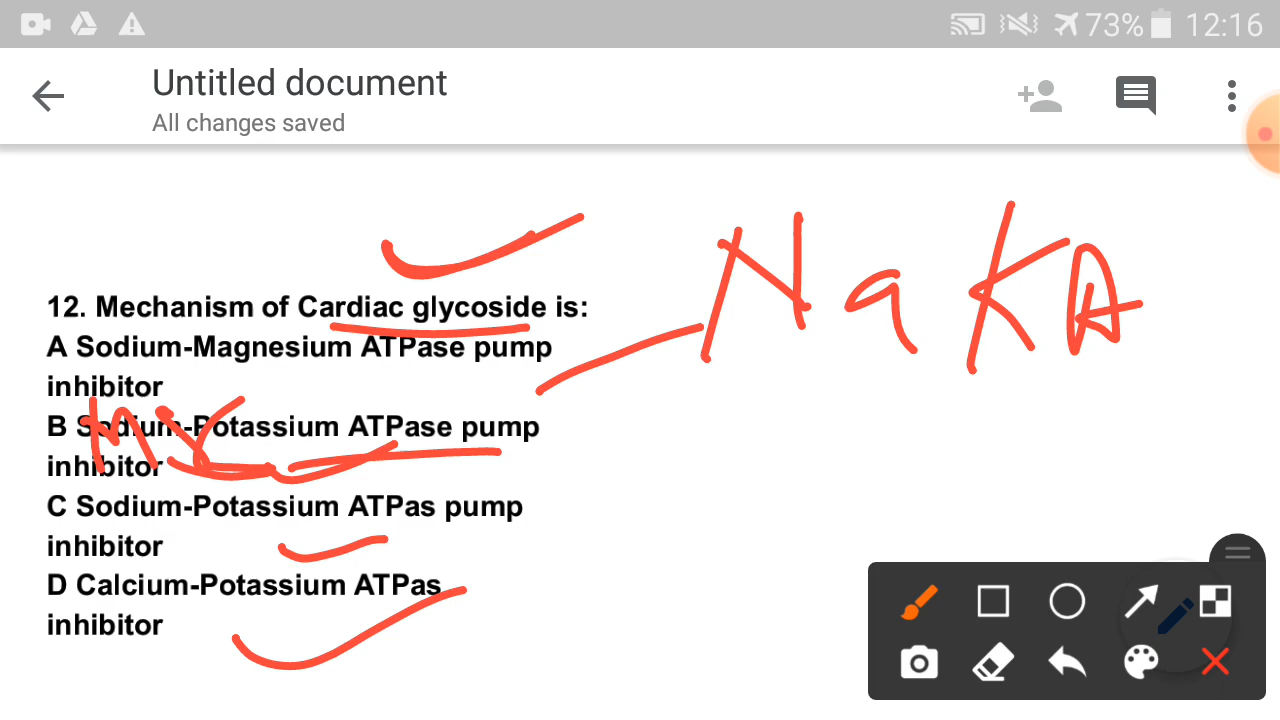 73% 12:16
Untitled document
All changes saved
Na K A
12. Mechanism of Cardiac glycoside is:
A Sodium-Magnesium ATPase pump
inhibitor
B Sodium-Potassium ATPase pump
inhibitor
C Sodium-Potassium ATPas pump
inhibitor
D Calcium-Potassium ATPas
inhibitor